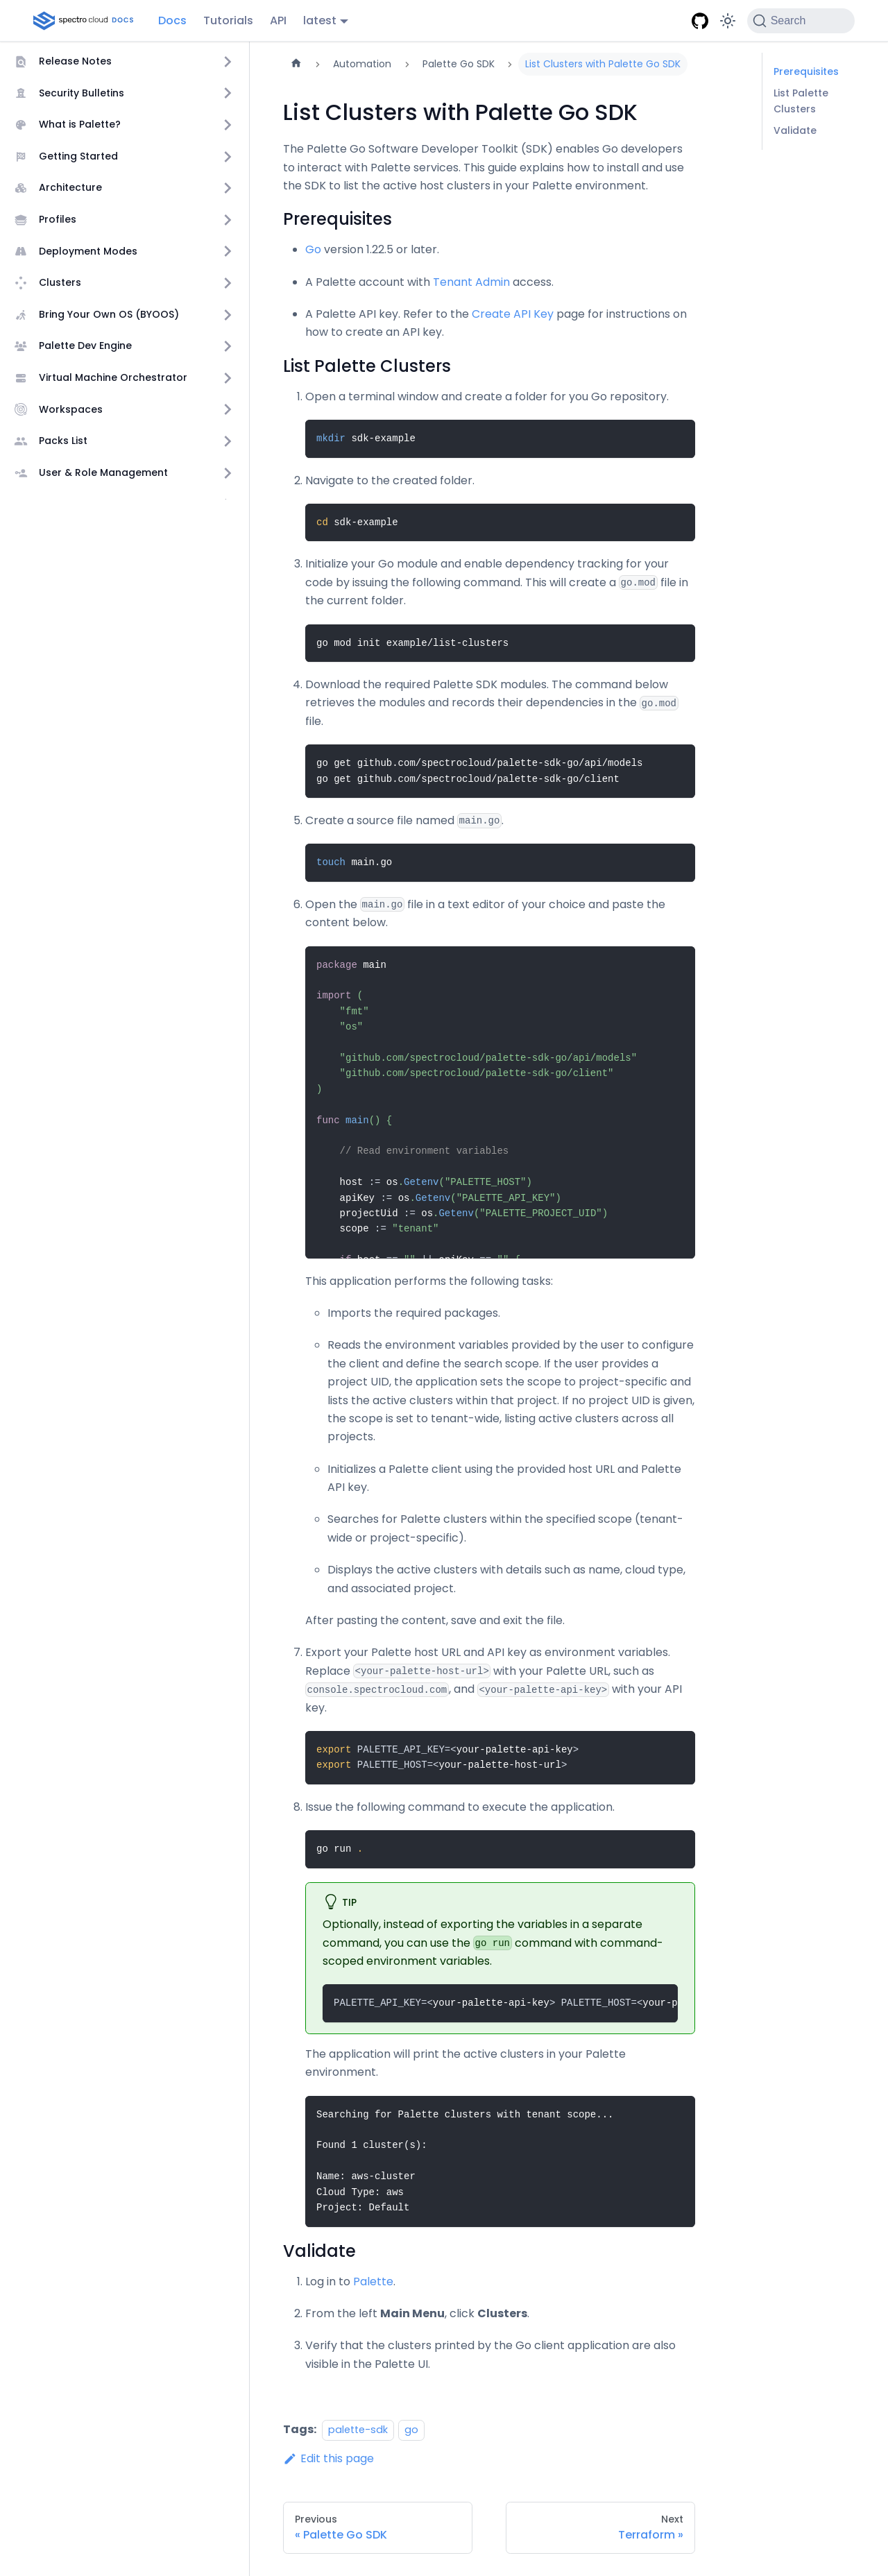 spectro cloud DOCS
Docs
Tutorials
API
latest
Search
Release Notes
Security Bulletins
What is Palette?
Getting Started
Architecture
Profiles
Deployment Modes
Clusters
Bring Your Own OS (BYOOS)
Palette Dev Engine
Virtual Machine Orchestrator
Workspaces
Packs List
User & Role Management
Automation
Palette Go SDK
List Clusters with Palette Go SDK
List Clusters with Palette Go SDK
The Palette Go Software Developer Toolkit (SDK) enables Go developers
to interact with Palette services. This guide explains how to install and use
the SDK to list the active host clusters in your Palette environment.
Prerequisites
Go version 1.22.5 or later.
A Palette account with Tenant Admin access.
A Palette API key. Refer to the Create API Key page for instructions on
how to create an API key.
List Palette Clusters
1. Open a terminal window and create a folder for you Go repository.
mkdir sdk-example
2. Navigate to the created folder.
cd sdk-example
3. Initialize your Go module and enable dependency tracking for your
code by issuing the following command. This will create a go.mod file in
the current folder.
go mod init example/list-clusters
4. Download the required Palette SDK modules. The command below
retrieves the modules and records their dependencies in the go.mod
file.
go get github.com/spectrocloud/palette-sdk-go/api/models
go get github.com/spectrocloud/palette-sdk-go/client
5. Create a source file named main.go.
touch main.go
6. Open the main.go file in a text editor of your choice and paste the
content below.
package main
import (
"fmt"
"os"
"github.com/spectrocloud/palette-sdk-go/api/models"
"github.com/spectrocloud/palette-sdk-go/client"
)
func main() {
// Read environment variables
host := os.Getenv("PALETTE_HOST")
apiKey := os.Getenv("PALETTE_API_KEY")
projectUid := os.Getenv("PALETTE_PROJECT_UID")
scope := "tenant"
if host == "" || apiKey == "" {
This application performs the following tasks:
Imports the required packages.
Reads the environment variables provided by the user to configure
the client and define the search scope. If the user provides a
project UID, the application sets the scope to project-specific and
lists the active clusters within that project. If no project UID is given,
the scope is set to tenant-wide, listing active clusters across all
projects.
Initializes a Palette client using the provided host URL and Palette
API key.
Searches for Palette clusters within the specified scope (tenant-
wide or project-specific).
Displays the active clusters with details such as name, cloud type,
and associated project.
After pasting the content, save and exit the file.
7. Export your Palette host URL and API key as environment variables.
Replace <your-palette-host-url> with your Palette URL, such as
console.spectrocloud.com, and <your-palette-api-key> with your API
key.
export PALETTE_API_KEY=<your-palette-api-key>
export PALETTE_HOST=<your-palette-host-url>
8. Issue the following command to execute the application.
go run .
TIP
Optionally, instead of exporting the variables in a separate
command, you can use the go run command with command-
scoped environment variables.
PALETTE_API_KEY=<your-palette-api-key> PALETTE_HOST=<your-p
The application will print the active clusters in your Palette
environment.
Searching for Palette clusters with tenant scope...
Found 1 cluster(s):
Name: aws-cluster
Cloud Type: aws
Project: Default
Validate
1. Log in to Palette.
2. From the left Main Menu, click Clusters.
3. Verify that the clusters printed by the Go client application are also
visible in the Palette UI.
Tags: palette-sdk go
Edit this page
Previous
« Palette Go SDK
Next
Terraform »
Prerequisites
List Palette
Clusters
Validate